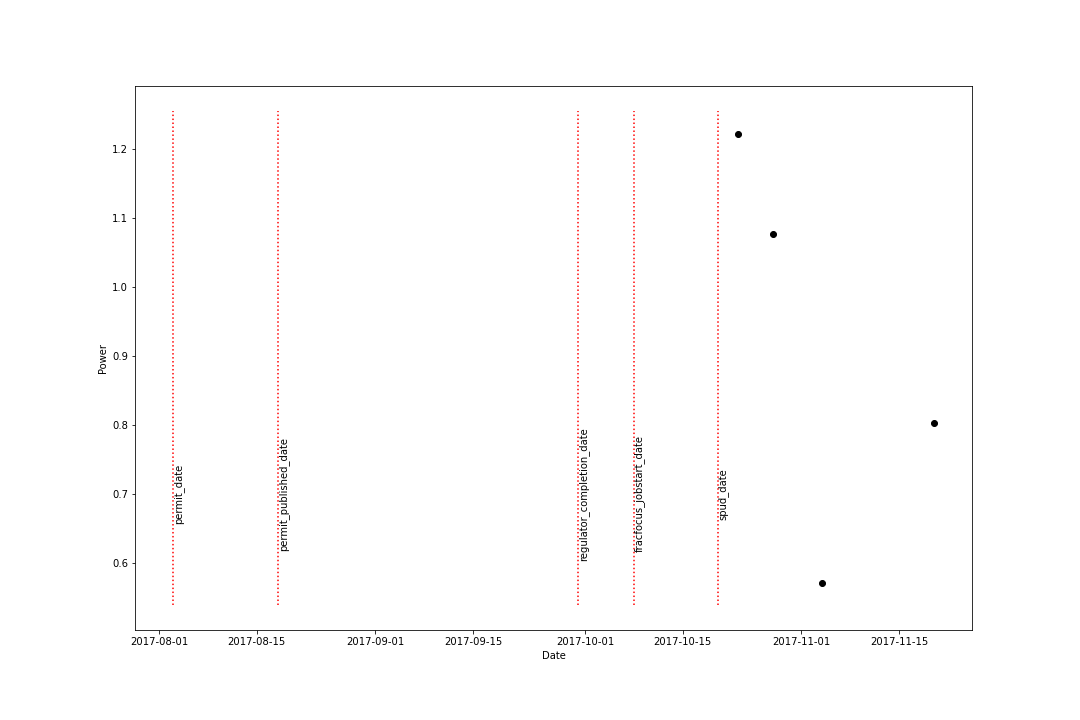 1.2
1.1
1.0
0.9
0.8
0.7
0.6
Power
permit_date
permit_published_date
regulator_completion_date
fracfocus_jobstart_date
spud_date
2017-08-01
2017-08-15
2017-09-01
2017-09-15
2017-10-01
2017-10-15
2017-11-01
2017-11-15
Date